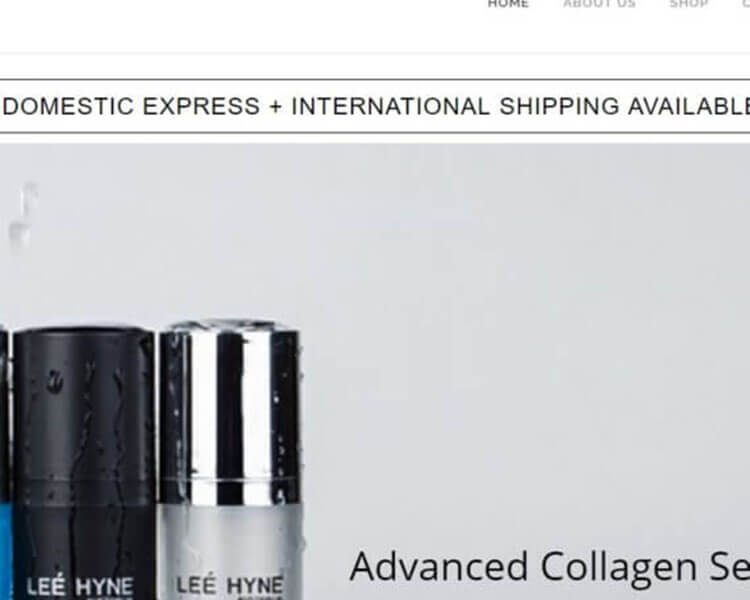 HOME ABOUT US SHOP
DOMESTIC EXPRESS + INTERNATIONAL SHIPPING AVAILABLE
Advanced Collagen Se
LEÉ HYNE LEÉ HYNE